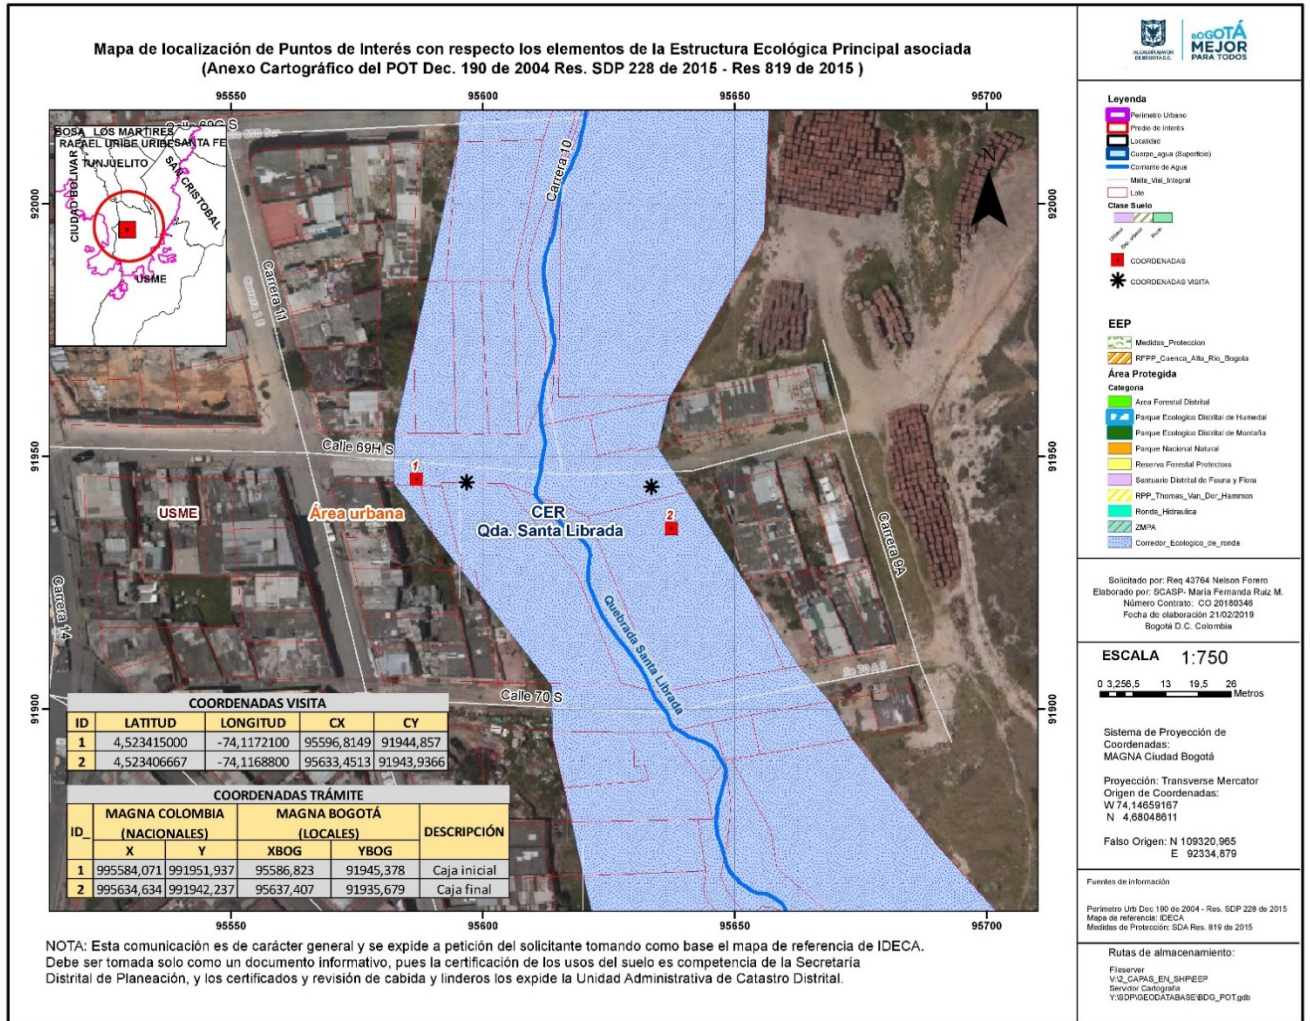 Mapa de localización de Puntos de Interés con respecto los elementos de la Estructura Ecológica Principal asociada
(Anexo Cartográfico del POT Dec. 190 de 2004 Res. SDP 228 de 2015 - Res 819 de 2015 )
95550
95600
95650
95700
92000
91950
91900
92000
91950
91900
BOSA LOS MARTIRES
RAFAEL URIBE URIBE
SANTA FE
TUNJUELITO
CIUDAD BOLIVAR
SAN CRISTOBAL
USME
Carrera 10
Carrera 11
Calle 69H S
1
2
USME
Área urbana
CER
Qda. Santa Librada
Carrera 9A
Carrera 14
Quebrada Santa Librada
Calle 70 S
COORDENADAS VISITA
ID LATITUD LONGITUD CX CY
1 4,523415000 -74,1172100 95596,8149 91944,857
2 4,523406667 -74,1168800 95633,4513 91943,9366
COORDENADAS TRÁMITE
ID_ MAGNA COLOMBIA (NACIONALES) MAGNA BOGOTÁ (LOCALES) DESCRIPCIÓN
X Y XBOG YBOG
1 995584,071 991951,937 95586,823 91945,378 Caja inicial
2 995634,634 991942,237 95637,407 91935,679 Caja final
95550
95600
95650
95700
NOTA: Esta comunicación es de carácter general y se expide a petición del solicitante tomando como base el mapa de referencia de IDECA.
Debe ser tomada solo como un documento informativo, pues la certificación de los usos del suelo es competencia de la Secretaria
Distrital de Planeación, y los certificados y revisión de cabida y linderos los expide la Unidad Administrativa de Catastro Distrital.
ALCALDÍA MAYOR
DE BOGOTÁ D.C.
BOGOTÁ
MEJOR
PARA TODOS
Leyenda
Perimetro Urbano
Predio de Interés
Localidad
Cuerpo_agua (Superficie)
Corriente de Agua
Malla_Vial_Integral
Lote
Clase Suelo
COORDENADAS
COORDENADAS VISITA
EEP
Medidas_Proteccion
RFPP_Cuenca_Alta_Rio_Bogota
Área Protegida
Categoria
Area Forestal Distrital
Parque Ecologico Distrital de Humedal
Parque Ecologico Distrital de Montaña
Parque Nacional Natural
Reserva Forestal Protectora
Santuario Distrital de Fauna y Flora
RPP_Thomas_Van_Der_Hammen
Ronda_Hidraulica
ZMPA
Corredor_Ecologico_de_ronda
Solicitado por: Req 43764 Nelson Forero
Elaborado por: SCASP- Maria Fernanda Ruiz M.
Número Contrato: CO 20180346
Fecha de elaboración 21/02/2019
Bogotá D.C. Colombia
ESCALA 1:750
0 3,256,5 13 19,5 26
Metros
Sistema de Proyección de
Coordenadas:
MAGNA Ciudad Bogotá
Proyección: Transverse Mercator
Origen de Coordenadas:
W 74,14659167
N 4,68048611
Falso Origen: N 109320,965
E 92334,879
Fuentes de información
Perimetro Urb Dec 190 de 2004 - Res. SDP 228 de 2015
Mapa de referencia: IDECA
Medidas de Protección: SDA Res. 819 de 2015
Rutas de almacenamiento:
Fileserver
V:\2_CAPAS_EN_SHP\EEP
Servidor Cartografia
Y:\SDP\GEODATABASE\BDG_POT.gdb